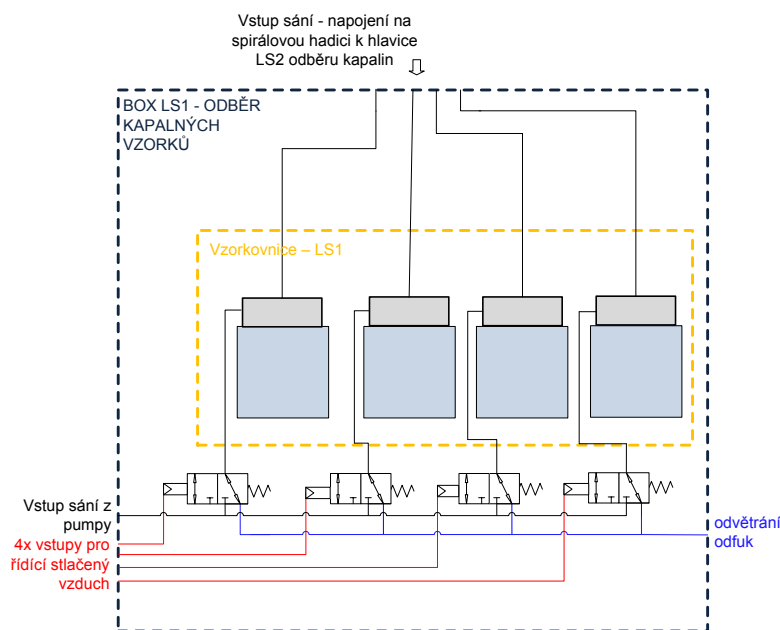 Vstup sání - napojení na
spirálovou hadici k hlavice
LS2 odběru kapalin
BOX LS1 - ODBĚR
KAPALNÝCH
VZORKŮ
Vzorkovnice – LS1
Vstup sání z
pumpy
4x vstupy pro
řídící stlačený
vzduch
odvětrání
odfuk